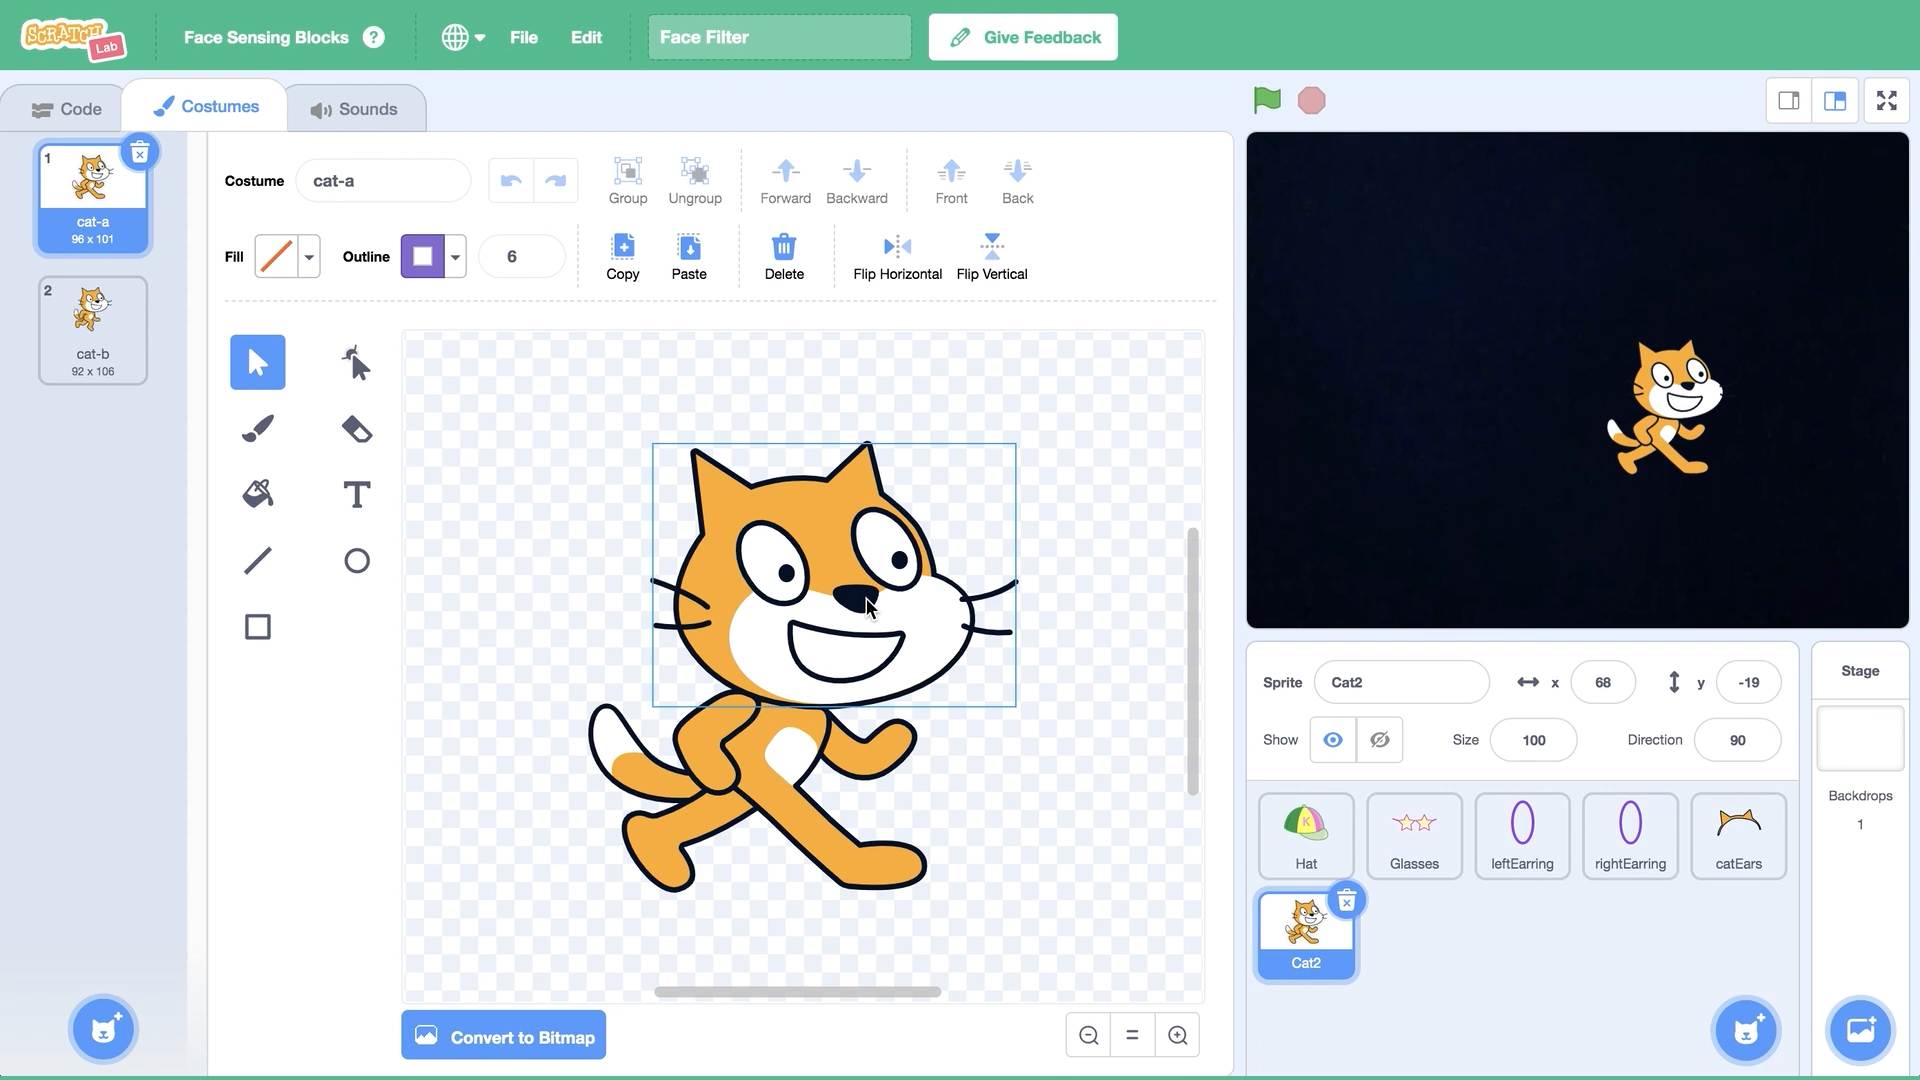 SCRATCH
Lab
Face Sensing Blocks ?
File
Edit
Face Filter
Give Feedback
Code
Costumes
Sounds
1
cat-a
96 x 101
2
cat-b
92 x 106
Costume
cat-a
Group
Ungroup
Forward
Backward
Front
Back
Fill
Outline
6
Copy
Paste
Delete
Flip Horizontal
Flip Vertical
T
Convert to Bitmap
Sprite
Cat2
x
68
y
-19
Show
Size
100
Direction
90
K
Hat
Glasses
leftEarring
rightEarring
catEars
Cat2
Stage
Backdrops
1